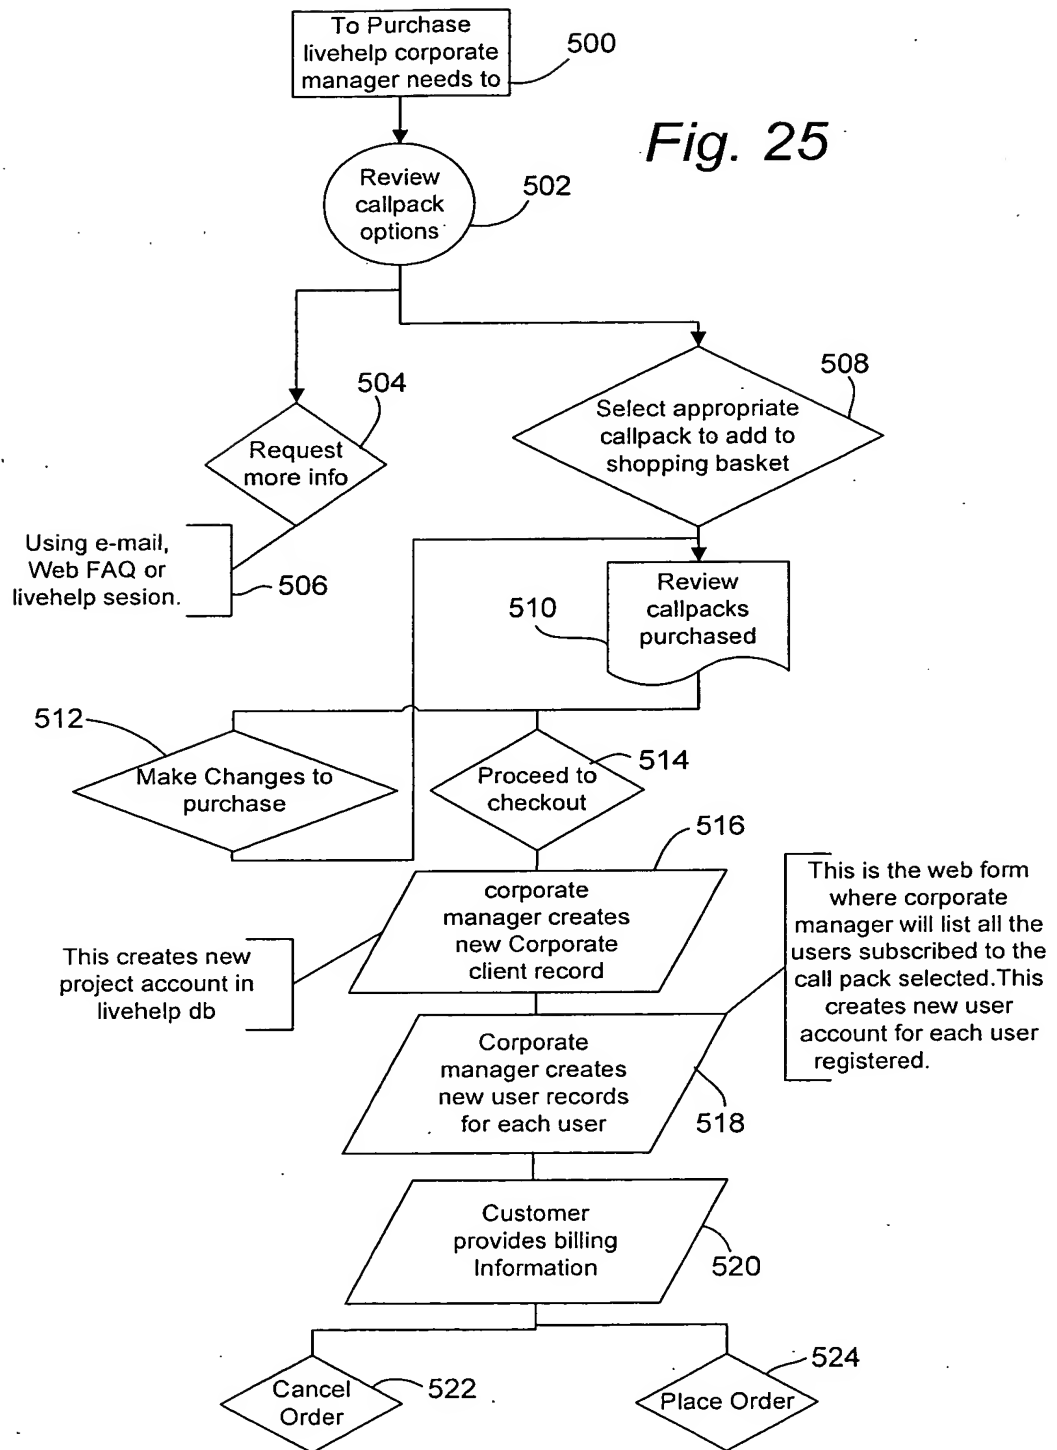 To Purchase
livehelp corporate
manager needs to
500
Fig. 25
Review
callpack
options
502
504
Request
more info
508
Select appropriate
callpack to add to
shopping basket
Using e-mail,
Web FAQ or
livehelp sesion.
506
510
Review
callpacks
purchased
512
Make Changes to
purchase
Proceed to
checkout
514
516
corporate
manager creates
new Corporate
client record
This creates new
project account in
livehelp db
This is the web form
where corporate
manager will list all the
users subscribed to the
call pack selected.This
creates new user
account for each user
registered.
Corporate
manager creates
new user records
for each user
518
Customer
provides billing
Information
520
Cancel
Order
522
Place Order
524